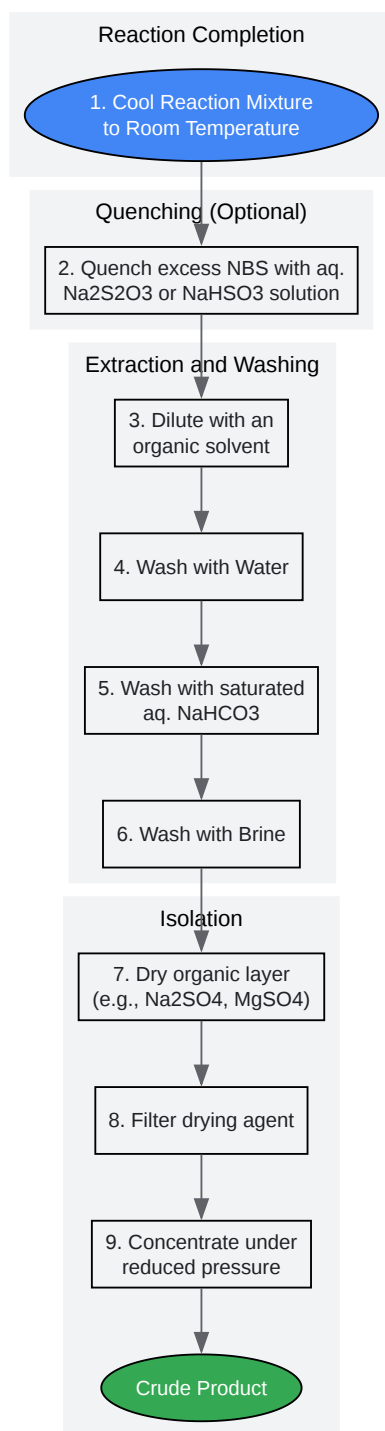 Reaction Completion
1. Cool Reaction Mixture
to Room Temperature
Quenching (Optional)
2. Quench excess NBS with aq.
Na2S2O3 or NaHSO3 solution
Extraction and Washing
3. Dilute with an
organic solvent
4. Wash with Water
5. Wash with saturated
aq. NaHCO3
6. Wash with Brine
Isolation
7. Dry organic layer
(e.g., Na2SO4, MgSO4)
8. Filter drying agent
9. Concentrate under
reduced pressure
Crude Product